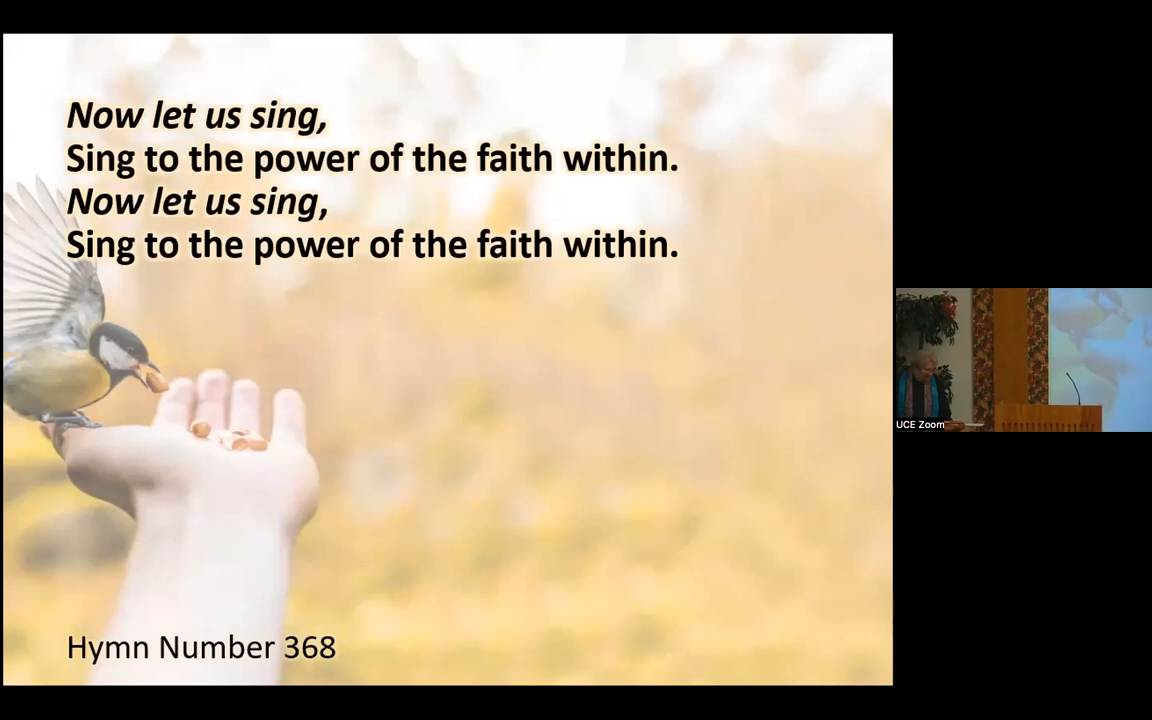 Now let us sing,
Sing to the power of the faith within.
Now let us sing,
Sing to the power of the faith within.
Hymn Number 368
UCE Zoom